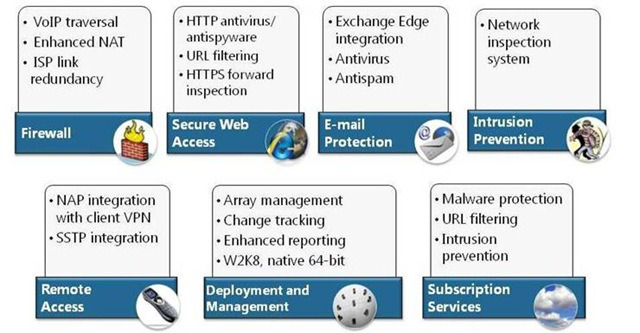 • VoIP traversal
• Enhanced NAT
• ISP link
redundancy
Firewall
• HTTP antivirus/
antispyware
• URL filtering
• HTTPS forward
inspection
Secure Web
Access
• Exchange Edge
integration
• Antivirus
• Antispam
E-mail
Protection
• Network
inspection
system
Intrusion
Prevention
• NAP integration
with client VPN
• SSTP integration
Remote
Access
• Array management
• Change tracking
• Enhanced reporting
• W2K8, native 64-bit
Deployment and
Management
• Malware protection
• URL filtering
• Intrusion
prevention
Subscription
Services